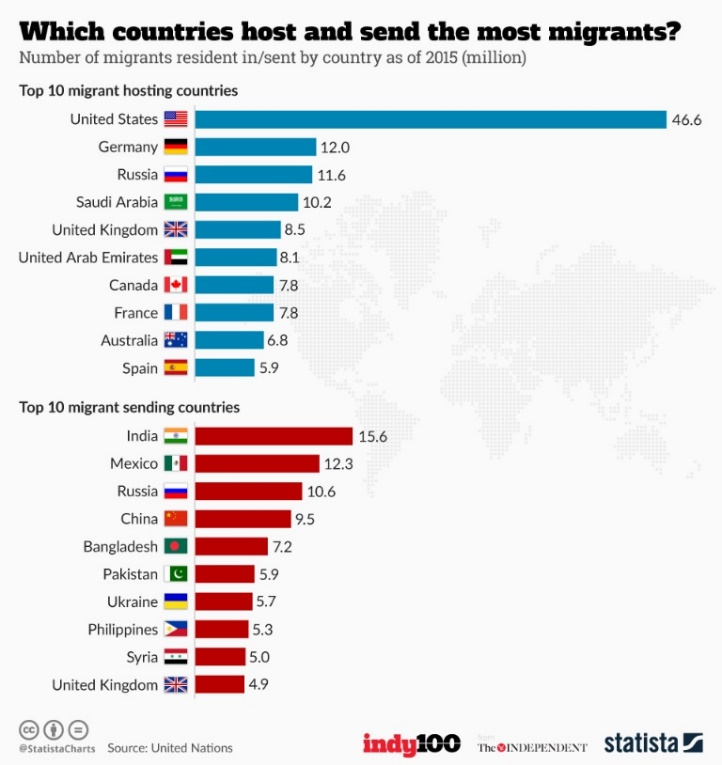 Which countries host and send the most migrants?
Number of migrants resident in/sent by country as of 2015 (million)
Top 10 migrant hosting countries
United States 46.6
Germany 12.0
Russia 11.6
Saudi Arabia 10.2
United Kingdom 8.5
United Arab Emirates 8.1
Canada 7.8
France 7.8
Australia 6.8
Spain 5.9
Top 10 migrant sending countries
India 15.6
Mexico 12.3
Russia 10.6
China 9.5
Bangladesh 7.2
Pakistan 5.9
Ukraine 5.7
Philippines 5.3
Syria 5.0
United Kingdom 4.9
cc
@StatistaCharts Source: United Nations
indy100
The INDEPENDENT
statista